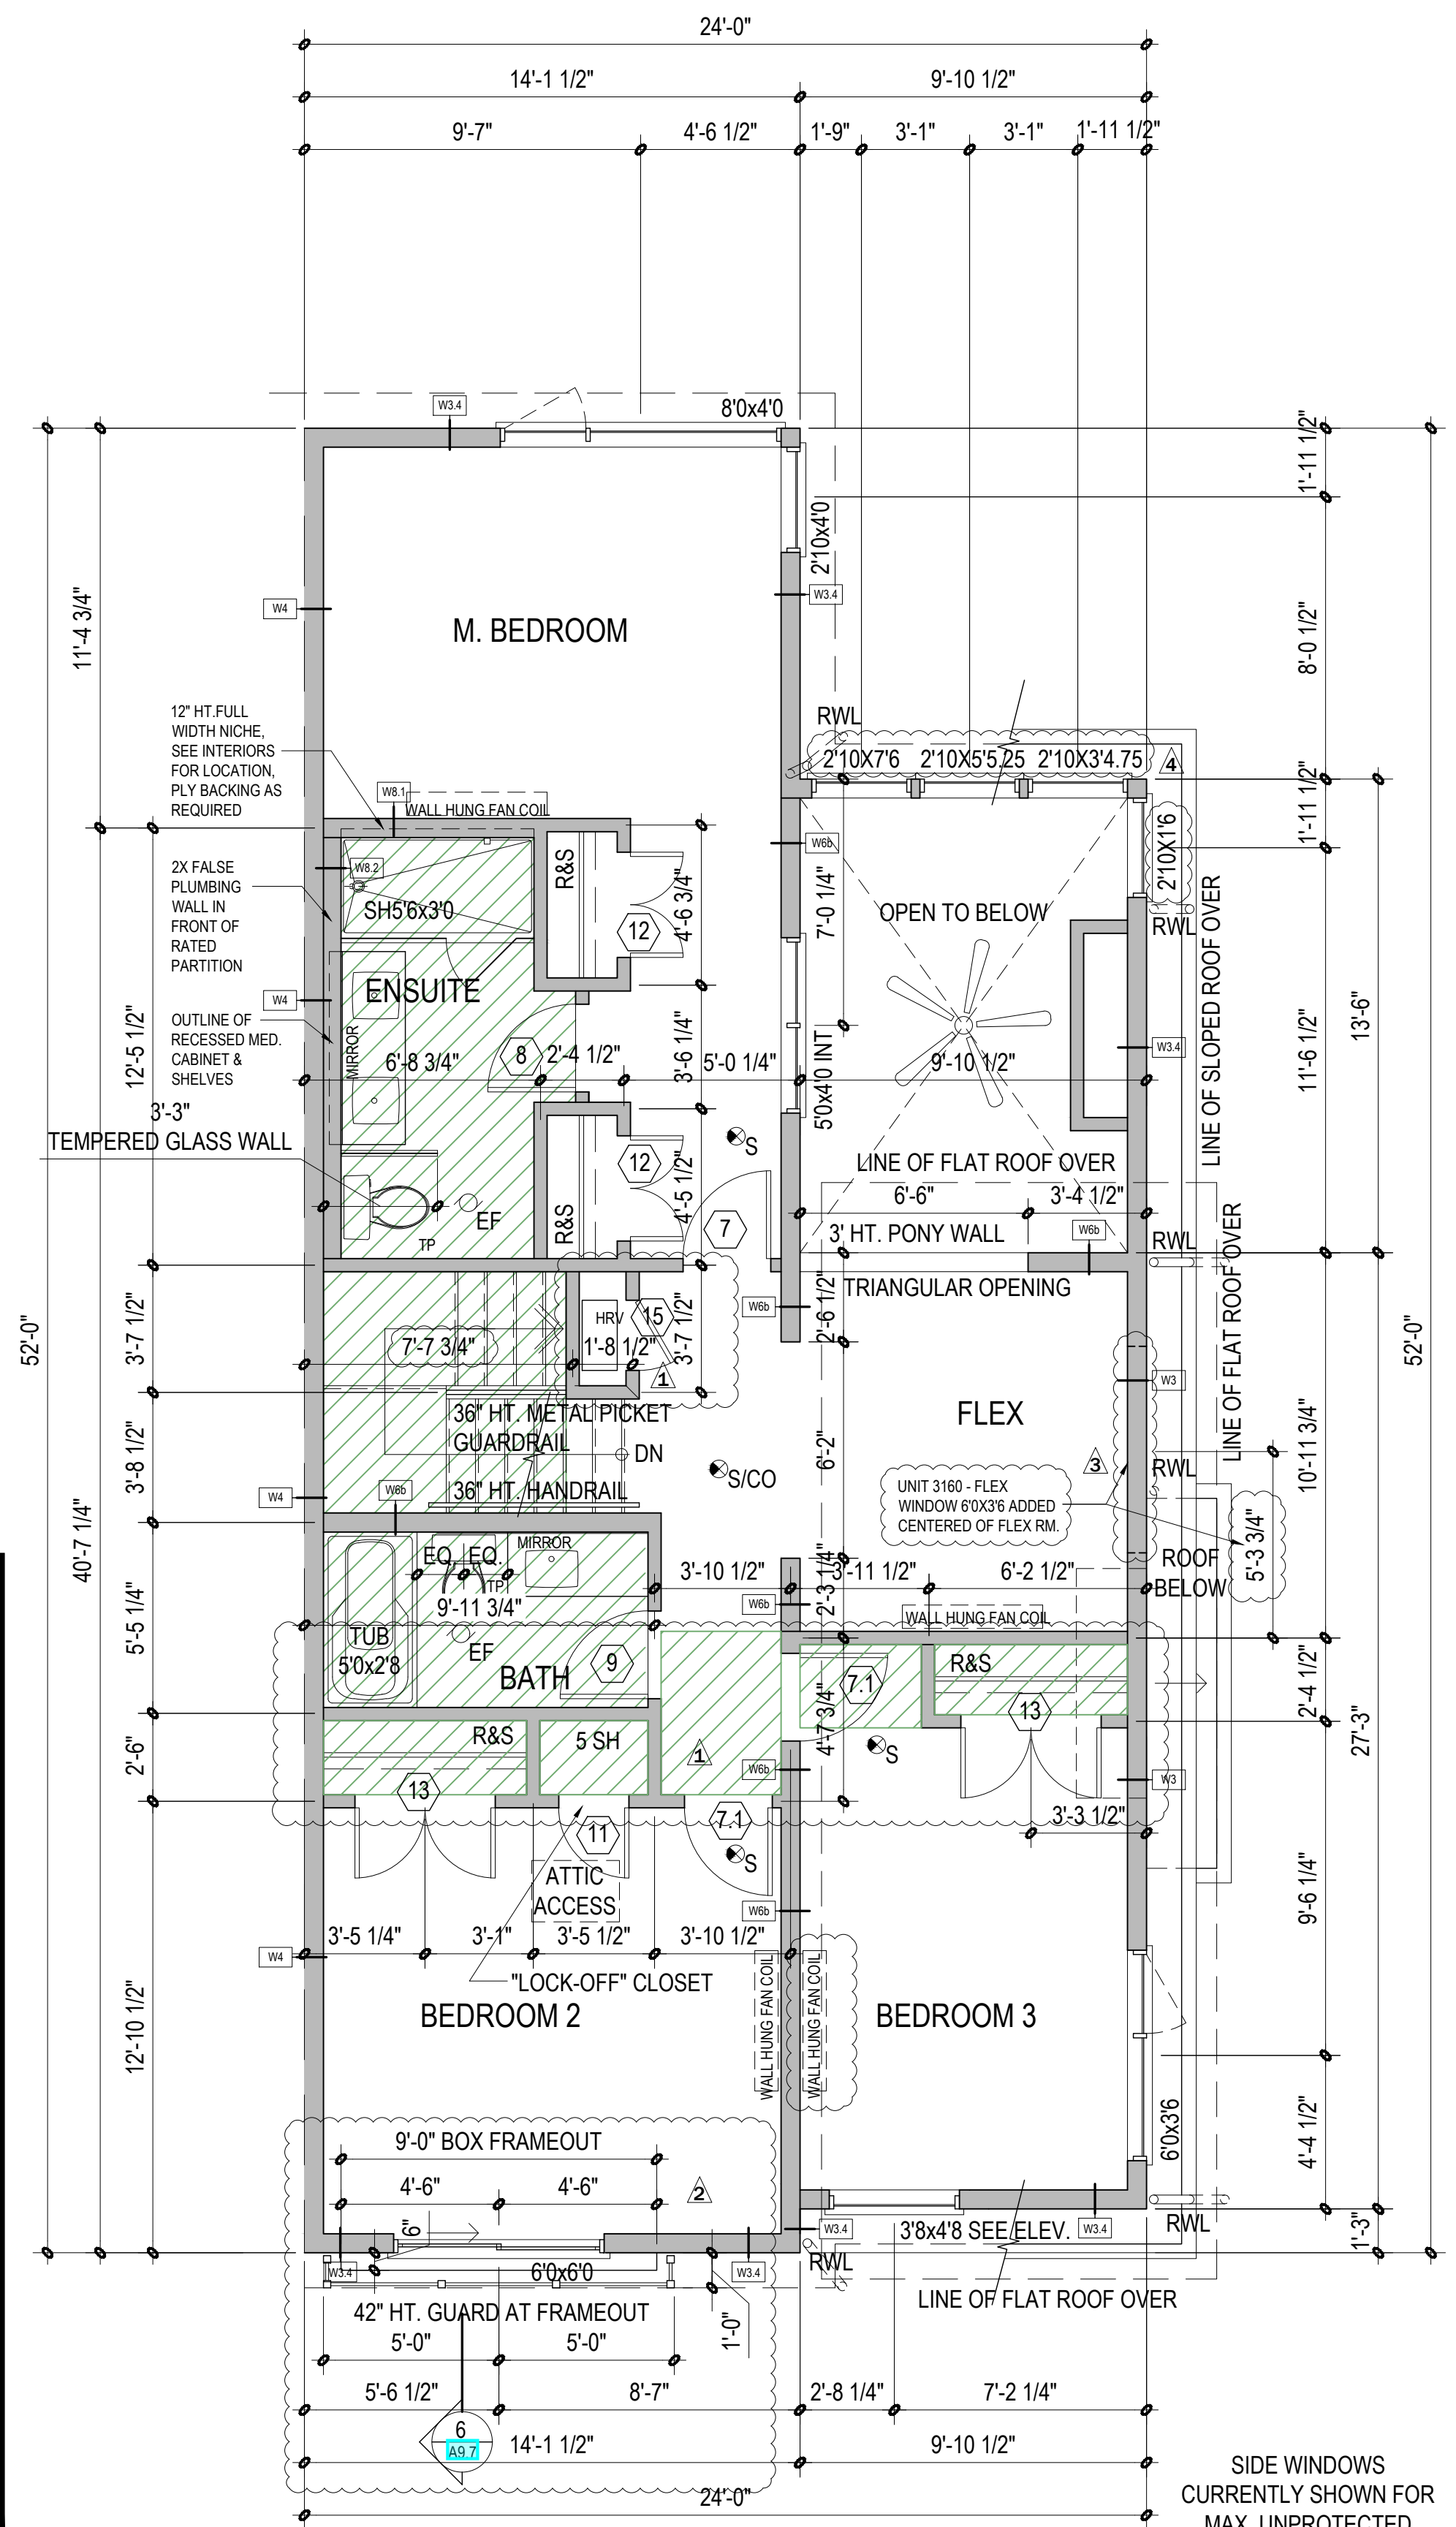 24'-0"
14'-1 1/2"
9'-10 1/2"
9'-7"
4'-6 1/2"
1'-9"
3'-1"
3'-1"
1'-11 1/2"
W3.4
8'0x4'0
1'-11 1/2"
2'10x4'0
W4
W3.4
11'-4 3/4"
M. BEDROOM
8'-0 1/2"
12" HT.FULL
WIDTH NICHE,
SEE INTERIORS
FOR LOCATION,
PLY BACKING AS
REQUIRED
RWL
2'10X7'6
2'10X5'5.25
2'10X3'4.75
4
W8.1
WALL HUNG FAN COIL
1'-11 1/2"
2'10X1'6
2X FALSE
PLUMBING
WALL IN
FRONT OF
RATED
PARTITION
W8.2
SH5'6x3'0
R&S
12
4'-6 3/4"
W6b
7'-0 1/4"
OPEN TO BELOW
RWL
LINE OF SLOPED ROOF OVER
W4
ENSUITE
OUTLINE OF
RECESSED MED.
CABINET &
SHELVES
MIRROR
12'-5 1/2"
6'-8 3/4"
8
2'-4 1/2"
3'-6 1/4"
5'-0 1/4"
5'0x4'0 INT
9'-10 1/2"
W3.4
11'-6 1/2"
13'-6"
3'-3"
TEMPERED GLASS WALL
S
12
R&S
4'-5 1/2"
LINE OF FLAT ROOF OVER
6'-6"
3'-4 1/2"
EF
TP
7
3' HT. PONY WALL
W6b
RWL
TRIANGULAR OPENING
LINE OF FLAT ROOF OVER
52'-0"
3'-7 1/2"
HRV
15
1'-8 1/2"
3'-7 1/2"
1
7'-7 3/4"
W6b
2'-6 1/2"
W3
52'-0"
36" HT. METAL PICKET
GUARDRAIL
DN
FLEX
3'-8 1/2"
36" HT. HANDRAIL
S/CO
6'-2"
3
RWL
10'-11 3/4"
UNIT 3160 - FLEX
WINDOW 6'0X3'6 ADDED
CENTERED OF FLEX RM.
W4
W6b
40'-7 1/4"
EQ.
EQ.
MIRROR
TP
9'-11 3/4"
3'-10 1/2"
2'-3 1/4"
3'-11 1/2"
6'-2 1/2"
ROOF
BELOW
5'-3 3/4"
W6b
WALL HUNG FAN COIL
5'-5 1/4"
TUB
5'0x2'8
EF
BATH
9
7.1
R&S
13
2'-4 1/2"
2'-6"
R&S
5 SH
1
4'-7 3/4"
S
W6b
W3
27'-3"
13
11
7.1
S
3'-3 1/2"
ATTIC
ACCESS
W6b
9'-6 1/4"
3'-5 1/4"
3'-1"
3'-5 1/2"
3'-10 1/2"
W4
"LOCK-OFF" CLOSET
WALL HUNG FAN COIL
WALL HUNG FAN COIL
BEDROOM 2
BEDROOM 3
12'-10 1/2"
6'0x3'6
4'-4 1/2"
9'-0" BOX FRAMEOUT
4'-6"
4'-6"
2
6"
W3.4
6'0x6'0
W3.4
W3.4
3'8x4'8 SEE ELEV.
W3.4
RWL
RWL
1'-3"
42" HT. GUARD AT FRAMEOUT
1'-0"
LINE OF FLAT ROOF OVER
5'-0"
5'-0"
5'-6 1/2"
8'-7"
2'-8 1/4"
7'-2 1/4"
6
A9.7
14'-1 1/2"
9'-10 1/2"
24'-0"
SIDE WINDOWS
CURRENTLY SHOWN FOR
MAX. UNPROTECTED